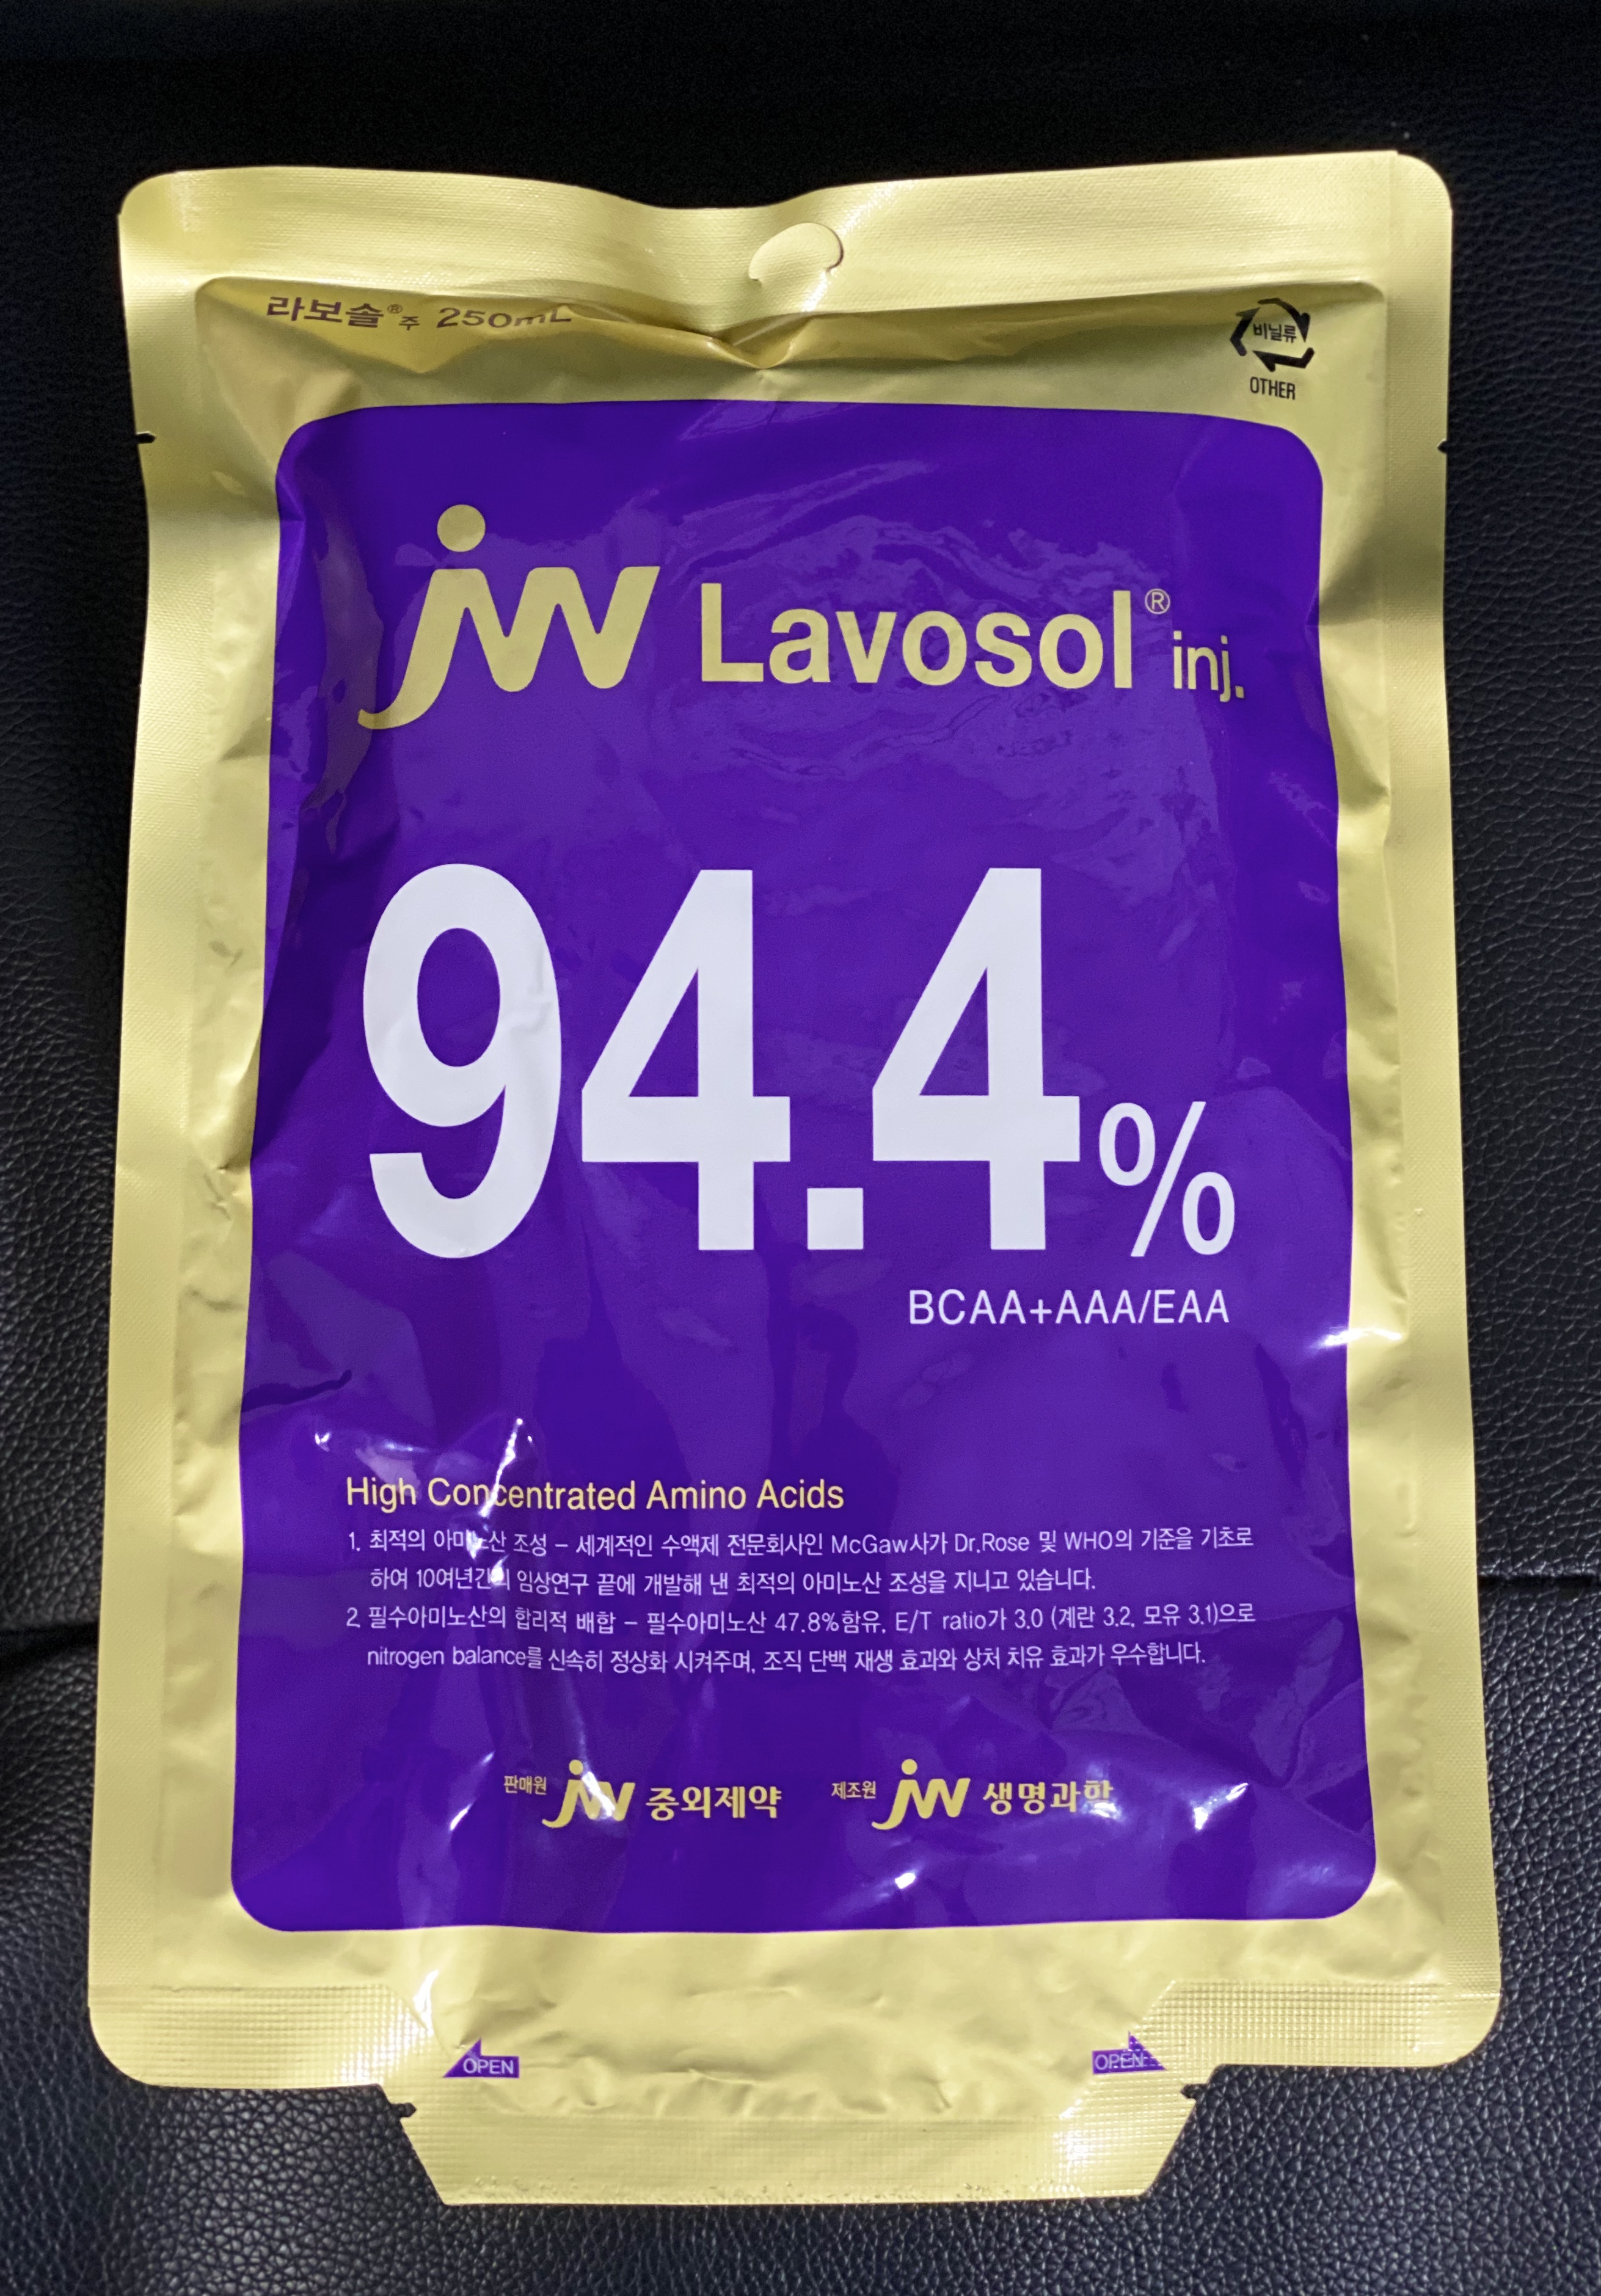 라보솔®주 250mL
비닐류
OTHER
jw Lavosol® inj.
94.4%
BCAA+AAA/EAA
High Concentrated Amino Acids
1. 최적의 아미노산 조성 – 세계적인 수액제 전문회사인 McGaw사가 Dr.Rose 및 WHO의 기준을 기초로
하여 10여년간의 임상연구 끝에 개발해 낸 최적의 아미노산 조성을 지니고 있습니다.
2. 필수아미노산의 합리적 배합 – 필수아미노산 47.8%함유, E/T ratio가 3.0 (계란 3.2, 모유 3.1)으로
nitrogen balance를 신속히 정상화 시켜주며, 조직 단백 재생 효과와 상처 치유 효과가 우수합니다.
판매원 jw 중외제약 제조원 jw 생명과학
OPEN OPEN